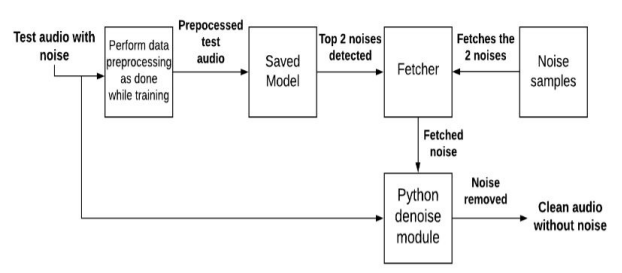 Test audio with
noise
Perform data
preprocessing
as done
while training
Prepocessed
test
audio
Saved
Model
Top 2 noises
detected
Fetcher
Fetches the
2 noises
Noise
samples
Fetched
noise
Python
denoise
module
Noise
removed
Clean audio
without noise